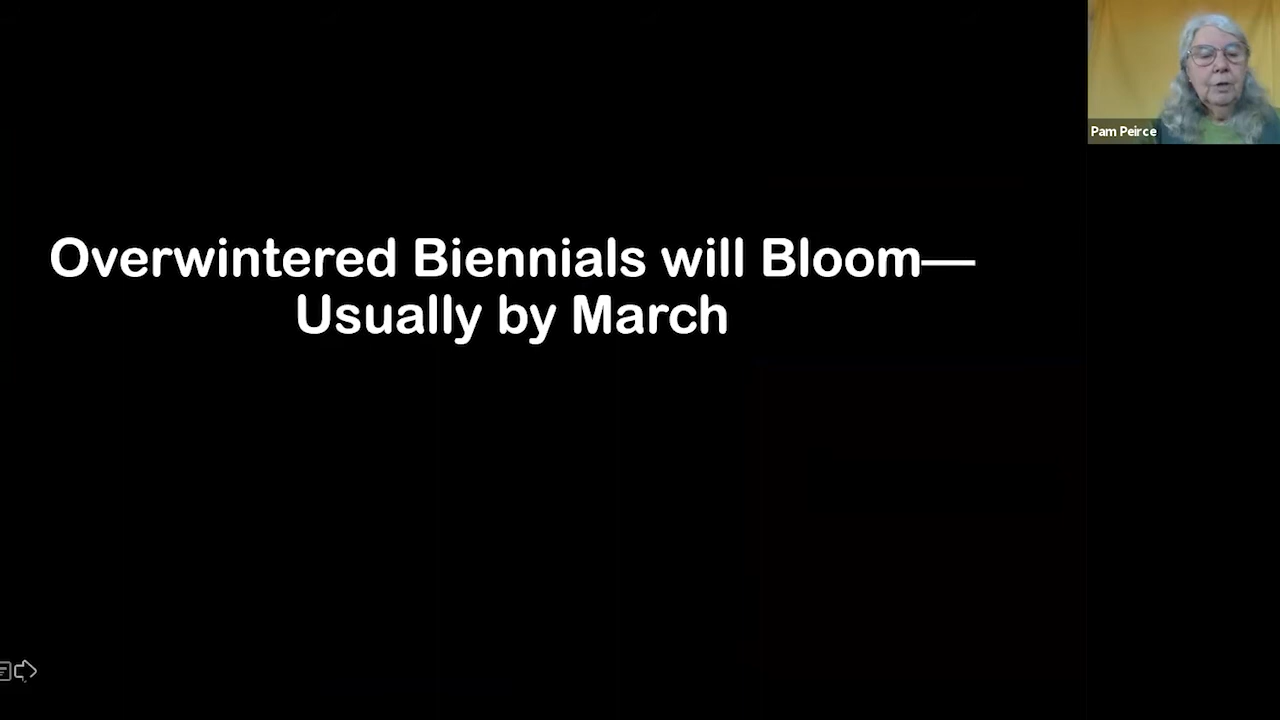 Pam Peirce
Overwintered Biennials will Bloom—
Usually by March